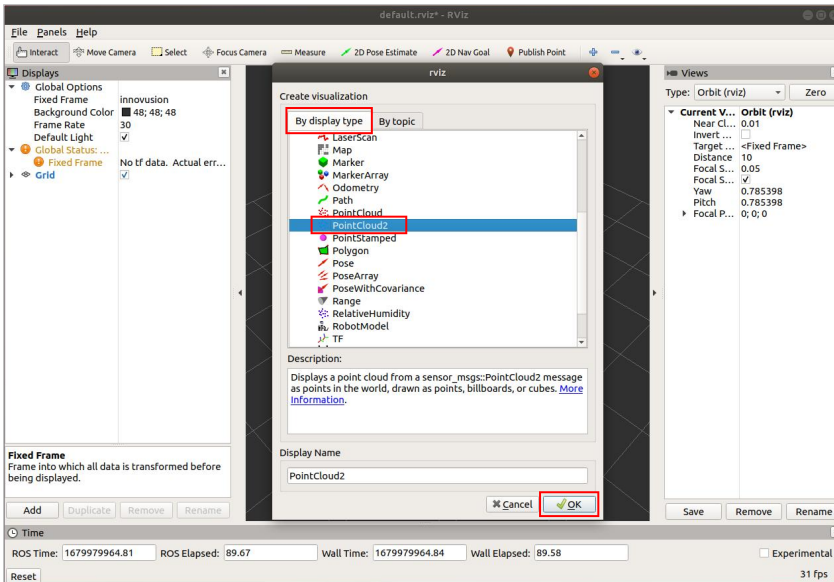 default.rviz* - RViz
File Panels Help
Interact Move Camera Select Focus Camera Measure 2D Pose Estimate 2D Nav Goal Publish Point
Displays
Global Options
Fixed Frame innovusion
Background Color 48; 48; 48
Frame Rate 30
Default Light
Global Status: ...
Fixed Frame No tf data. Actual err...
Grid
Fixed Frame
Frame into which all data is transformed before
being displayed.
Add Duplicate Remove Rename
rviz
Create visualization
By display type By topic
LaserScan
Map
Marker
MarkerArray
Odometry
Path
PointCloud
PointCloud2
PointStamped
Polygon
Pose
PoseArray
PoseWithCovariance
Range
RelativeHumidity
RobotModel
TF
Description:
Displays a point cloud from a sensor_msgs::PointCloud2 message
as points in the world, drawn as points, billboards, or cubes. More
Information.
Display Name
PointCloud2
Cancel OK
Views
Type: Orbit (rviz) Zero
Current V... Orbit (rviz)
Near Cl... 0.01
Invert ...
Target ... <Fixed Frame>
Distance 10
Focal S... 0.05
Focal S...
Yaw 0.785398
Pitch 0.785398
Focal P... 0; 0; 0
Save Remove Rename
Time
ROS Time: 1679979964.81 ROS Elapsed: 89.67 Wall Time: 1679979964.84 Wall Elapsed: 89.58 Experimental
Reset 31 fps